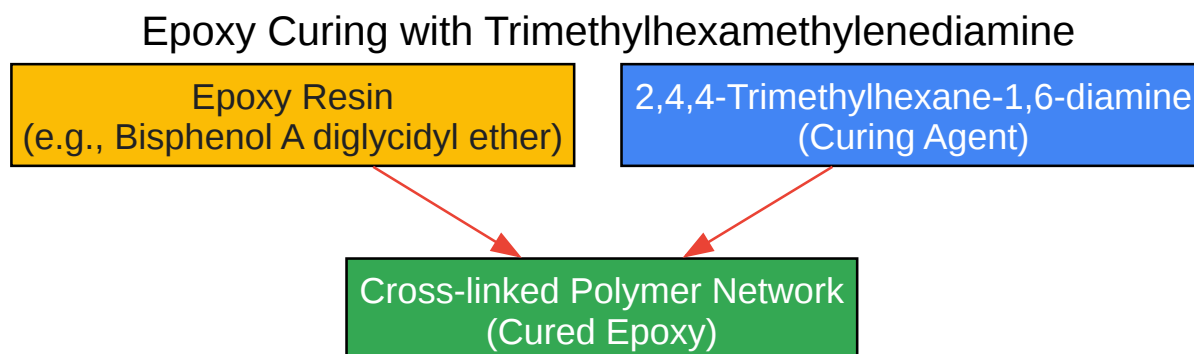 Epoxy Curing with Trimethylhexamethylenediamine
Epoxy Resin
(e.g., Bisphenol A diglycidyl ether)
2,4,4-Trimethylhexane-1,6-diamine
(Curing Agent)
Cross-linked Polymer Network
(Cured Epoxy)